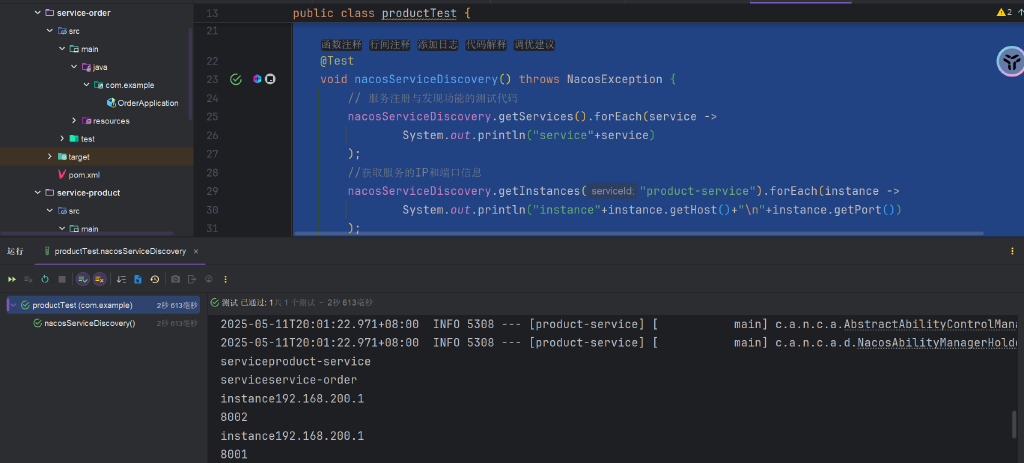 service-order
src
main
java
com.example
OrderApplication
resources
test
target
pom.xml
service-product
src
main
13 public class productTest {
2
21
函数注释 行间注释 添加日志 代码解释 调优建议
22 @Test
23 void nacosServiceDiscovery() throws NacosException {
24 // 服务注册与发现功能的测试代码
25 nacosServiceDiscovery.getServices().forEach(service ->
26 System.out.println("service"+service)
27 );
28 //获取服务的IP和端口信息
29 nacosServiceDiscovery.getInstances( serviceId: "product-service").forEach(instance ->
30 System.out.println("instance"+instance.getHost()+"\n"+instance.getPort())
31 );
运行 productTest.nacosServiceDiscovery ×
productTest (com.example) 2秒 613毫秒
nacosServiceDiscovery() 2秒 613毫秒
测试 已通过: 1共 1 个测试 – 2秒 613毫秒
2025-05-11T20:01:22.971+08:00 INFO 5308 --- [product-service] [ main] c.a.n.c.a.AbstractAbilityControlMana
2025-05-11T20:01:22.971+08:00 INFO 5308 --- [product-service] [ main] c.a.n.c.a.d.NacosAbilityManagerHolde
serviceproduct-service
serviceservice-order
instance192.168.200.1
8002
instance192.168.200.1
8001